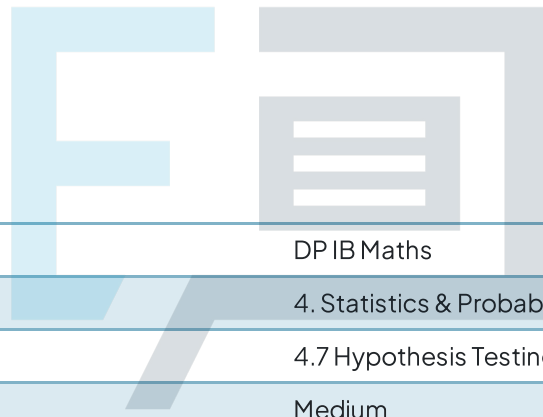 DP IB Maths
4. Statistics & Probab
4.7 Hypothesis Testin
Medium